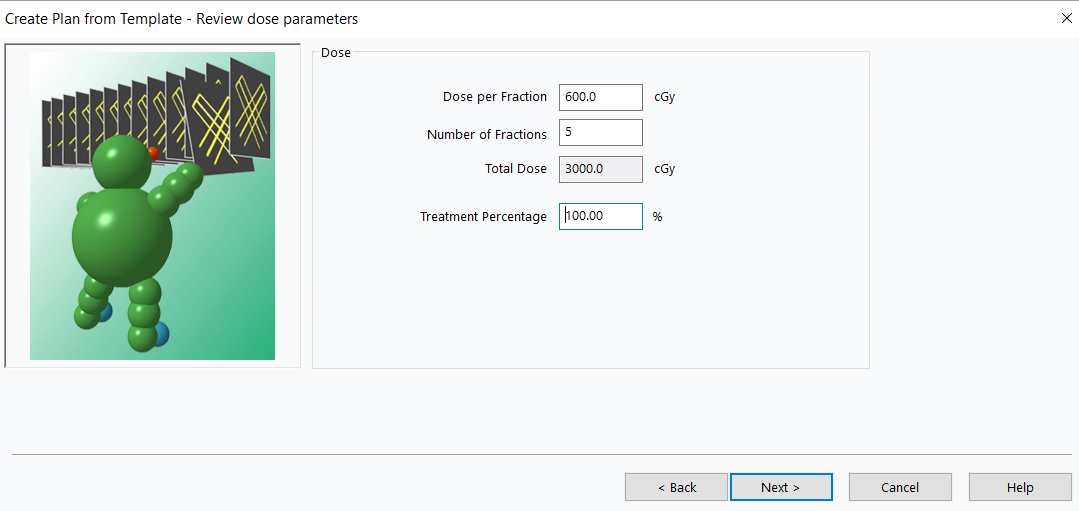 Create Plan from Template - Review dose parameters
Dose
Dose per Fraction 600.0 cGy
Number of Fractions 5
Total Dose 3000.0 cGy
Treatment Percentage 100.00 %
< Back Next > Cancel Help